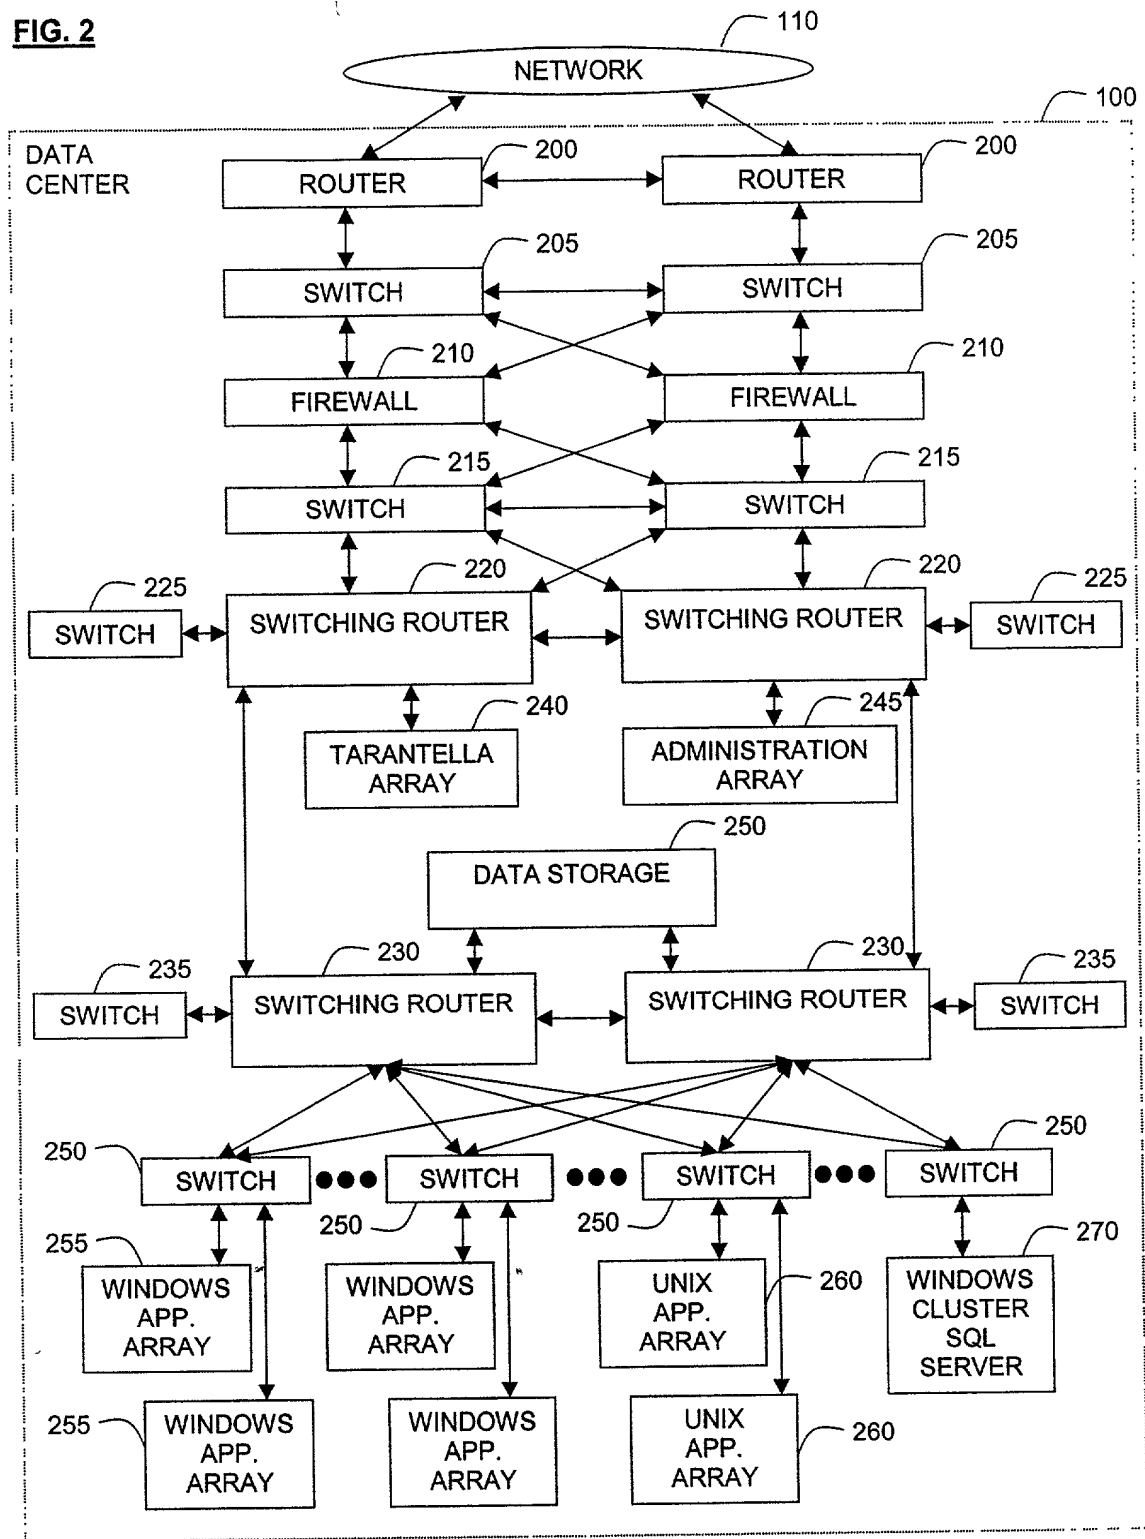 FIG. 2
110
NETWORK
100
DATA
CENTER
200
200
ROUTER
ROUTER
205
205
SWITCH
SWITCH
210
210
FIREWALL
FIREWALL
215
215
SWITCH
SWITCH
220
220
225
225
SWITCH
SWITCHING ROUTER
SWITCHING ROUTER
SWITCH
240
245
TARANTELLA
ARRAY
ADMINISTRATION
ARRAY
250
DATA STORAGE
230
230
235
235
SWITCH
SWITCHING ROUTER
SWITCHING ROUTER
SWITCH
250
250
SWITCH
SWITCH
SWITCH
SWITCH
250
250
255
260
270
WINDOWS
APP.
ARRAY
WINDOWS
APP.
ARRAY
UNIX
APP.
ARRAY
WINDOWS
CLUSTER
SQL
SERVER
255
260
WINDOWS
APP.
ARRAY
WINDOWS
APP.
ARRAY
UNIX
APP.
ARRAY